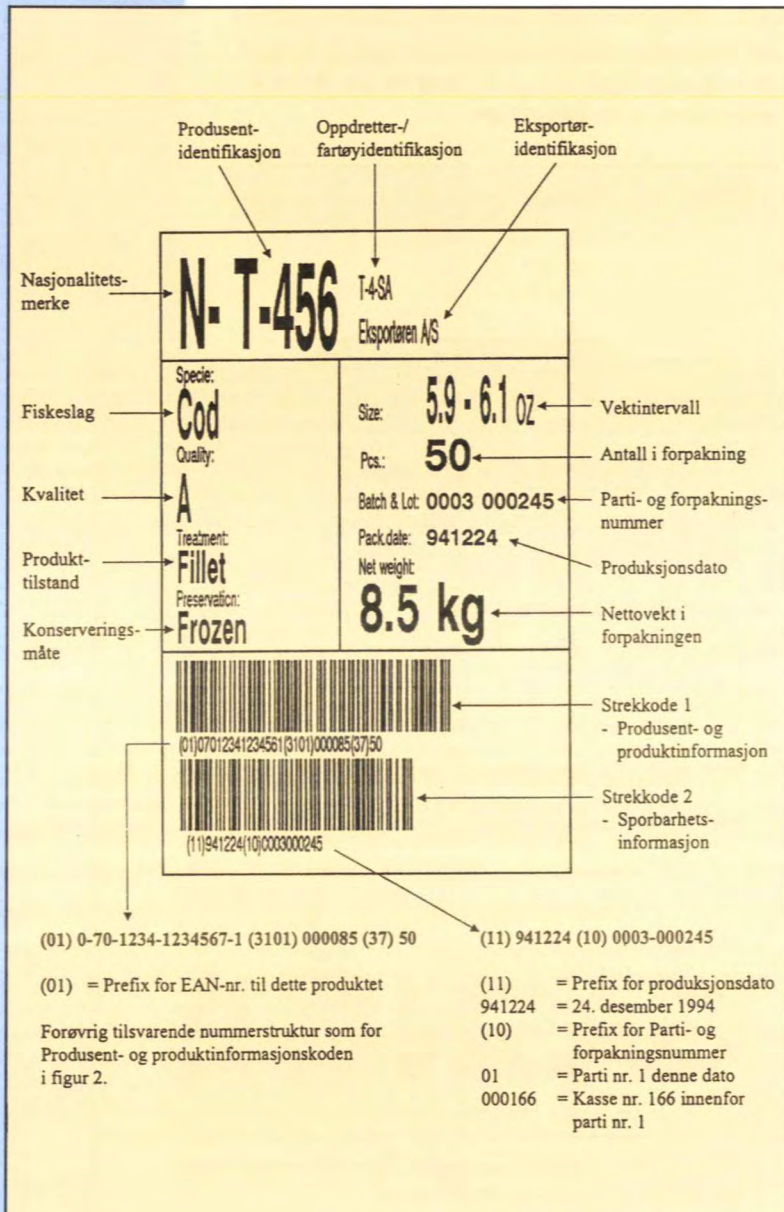 Produsent-
identifikasjon
Oppdretter-/
fartøyidentifikasjon
Eksportør-
identifikasjon
Nasjonalitets-
merke
N- T-456
T-4-SA
Eksportøren A/S
Fiskeslag
Specie:
Cod
Kvalitet
Quality:
A
Produkt-
tilstand
Treatment:
Fillet
Konserverings-
måte
Preservation:
Frozen
Size: 5.9 - 6.1 oz
Vektintervall
Pcs.: 50
Antall i forpakning
Batch & Lot: 0003 000245
Parti- og forpaknings-
nummer
Pack.date: 941224
Produksjonsdato
Net weight:
8.5 kg
Nettovekt i
forpakningen
(01)07012341234561(3101)000085(37)50
Strekkode 1
- Produsent- og
produktinformasjon
(11)941224(10)0003000245
Strekkode 2
- Sporbarhets-
informasjon
(01) 0-70-1234-1234567-1 (3101) 000085 (37) 50
(01) = Prefix for EAN-nr. til dette produktet
Forøvrig tilsvarende nummerstruktur som for
Produsent- og produktinformasjonskoden
i figur 2.
(11) 941224 (10) 0003-000245
(11) = Prefix for produksjonsdato
941224 = 24. desember 1994
(10) = Prefix for Parti- og
forpakningsnummer
01 = Parti nr. 1 denne dato
000166 = Kasse nr. 166 innenfor
parti nr. 1